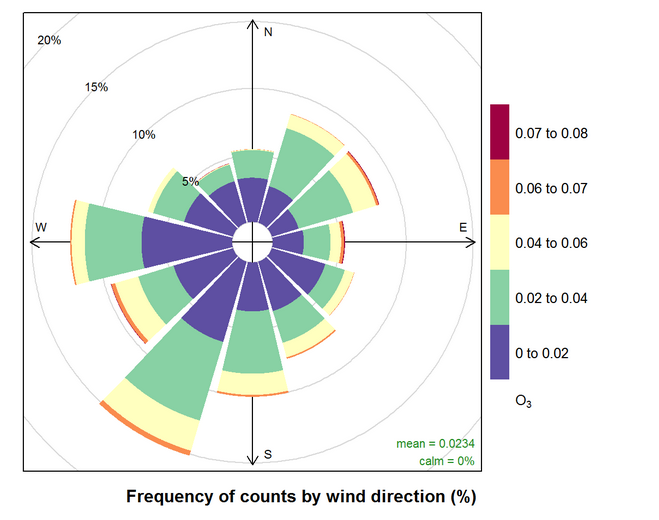 20%
N
15%
10%
5%
W
E
S
mean = 0.0234
calm = 0%
0.07 to 0.08
0.06 to 0.07
0.04 to 0.06
0.02 to 0.04
0 to 0.02
O₃
Frequency of counts by wind direction (%)